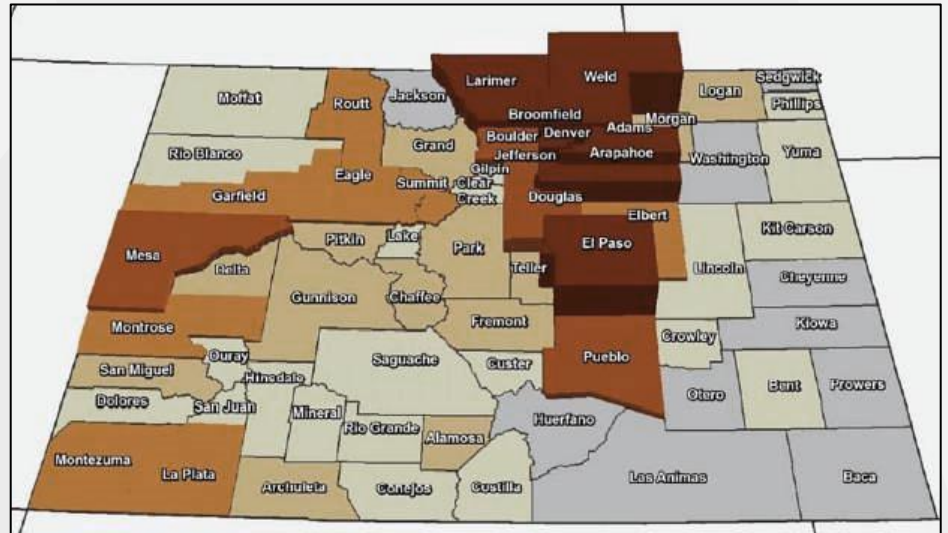 Moffat
Routt
Jackson
Larimer
Weld
Logan
Sedgwick
Phillips
Morgan
Broomfield
Boulder
Denver
Adams
Grand
Rio Blanco
Jefferson
Arapahoe
Washington
Yuma
Gilpin
Eagle
Summit
Clear
Creek
Garfield
Douglas
Elbert
Kit Carson
Mesa
Pitkin
Lake
Park
El Paso
Delta
Teller
Lincoln
Cheyenne
Gunnison
Chaffee
Montrose
Fremont
Kiowa
Crowley
Ouray
Saguache
Custer
Pueblo
San Miguel
Hinsdale
Otero
Bent
Prowers
Dolores
San Juan
Mineral
Rio Grande
Alamosa
Huerfano
Montezuma
La Plata
Archuleta
Conejos
Costilla
Las Animas
Baca